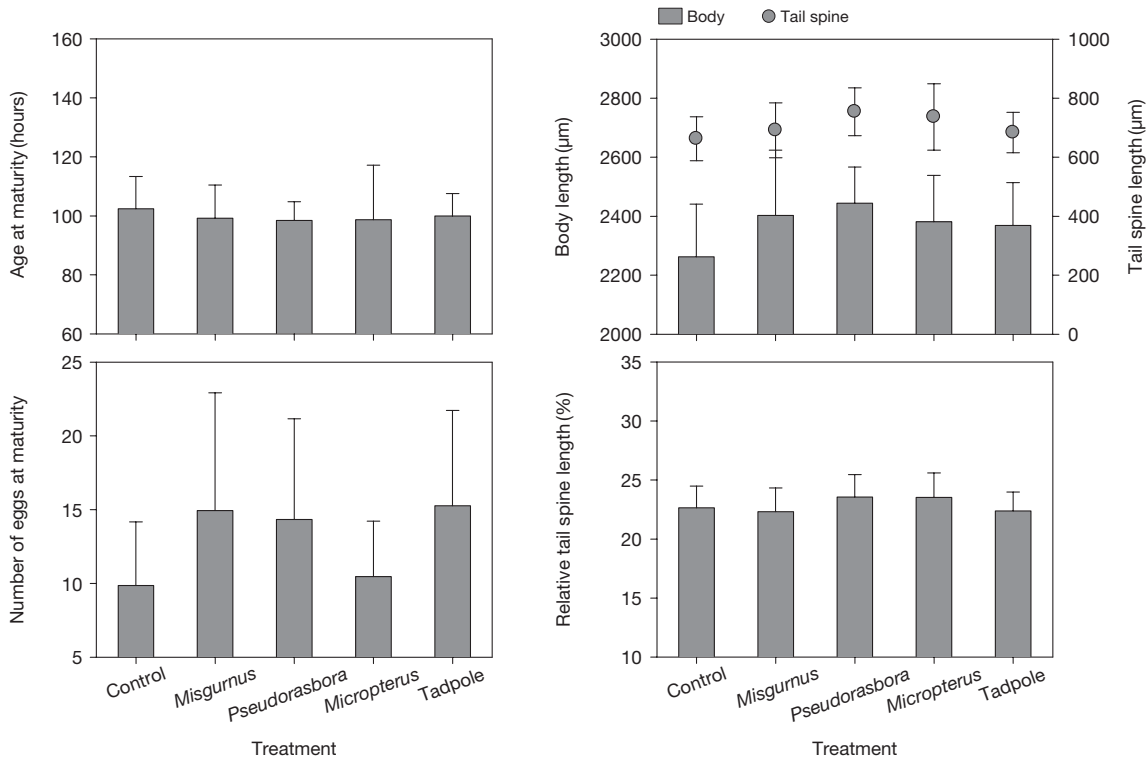 Body Tail spine
160
140
120
100
80
60
Age at maturity (hours)
3000
2800
2600
2400
2200
2000
Body length (µm)
1000
800
600
400
200
0
Tail spine length (µm)
25
20
15
10
5
Number of eggs at maturity
Control
Misgurnus
Pseudorasbora
Micropterus
Tadpole
Treatment
35
30
25
20
15
10
Relative tail spine length (%)
Control
Misgurnus
Pseudorasbora
Micropterus
Tadpole
Treatment